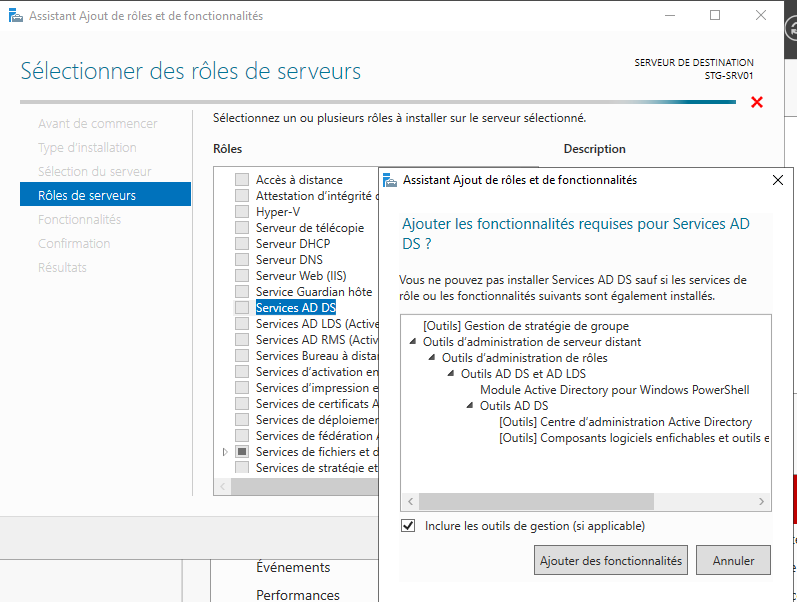 Assistant Ajout de rôles et de fonctionnalités
Sélectionner des rôles de serveurs
SERVEUR DE DESTINATION
STG-SRV01
Avant de commencer
Type d'installation
Sélection du serveur
Rôles de serveurs
Fonctionnalités
Confirmation
Résultats
Sélectionnez un ou plusieurs rôles à installer sur le serveur sélectionné.
Rôles
Description
Accès à distance
Attestation d'intégrité
Hyper-V
Serveur de télécopie
Serveur DHCP
Serveur DNS
Serveur Web (IIS)
Service Guardian hôte
Services AD DS
Services AD LDS (Active
Services AD RMS (Activ
Services Bureau à dista
Services d'activation en
Services d'impression e
Services de certificats A
Services de déploiemen
Services de fédération
Services de fichiers et d
Services de stratégie et
Assistant Ajout de rôles et de fonctionnalités
Ajouter les fonctionnalités requises pour Services AD
DS ?
Vous ne pouvez pas installer Services AD DS sauf si les services de
rôle ou les fonctionnalités suivants sont également installés.
[Outils] Gestion de stratégie de groupe
Outils d'administration de serveur distant
Outils d'administration de rôles
Outils AD DS et AD LDS
Module Active Directory pour Windows PowerShell
Outils AD DS
[Outils] Centre d'administration Active Directory
[Outils] Composants logiciels enfichables et outils e
Inclure les outils de gestion (si applicable)
Ajouter des fonctionnalités
Annuler
Événements
Performances